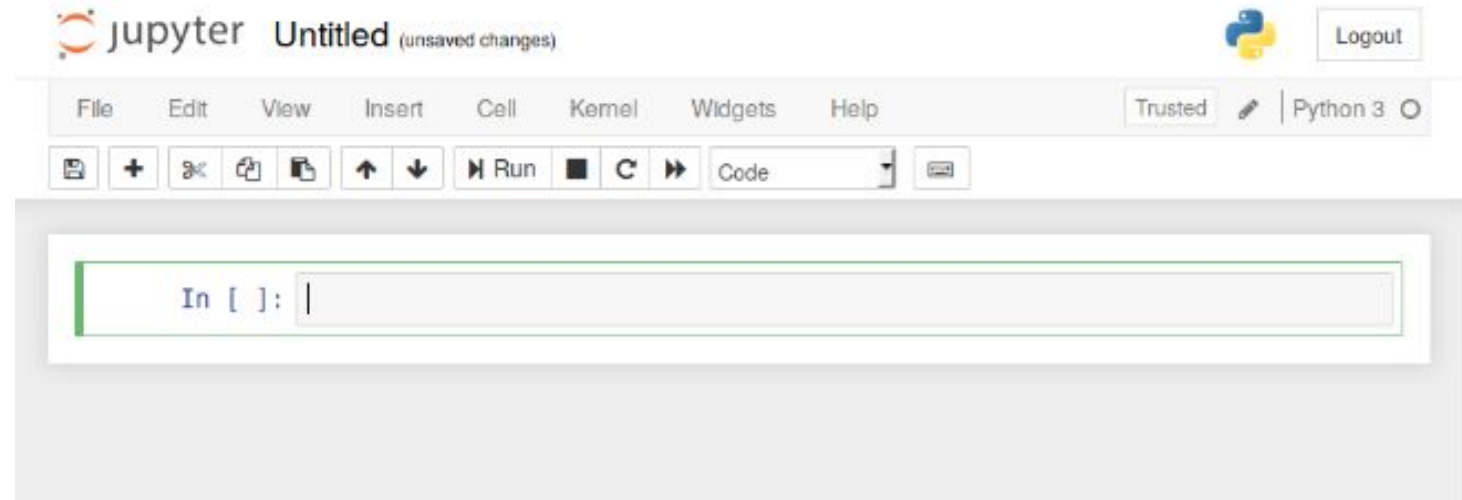 jupyter Untitled (unsaved changes) Logout
File Edit View Insert Cell Kernel Widgets Help Trusted Python 3
Run Code
In [ ]: